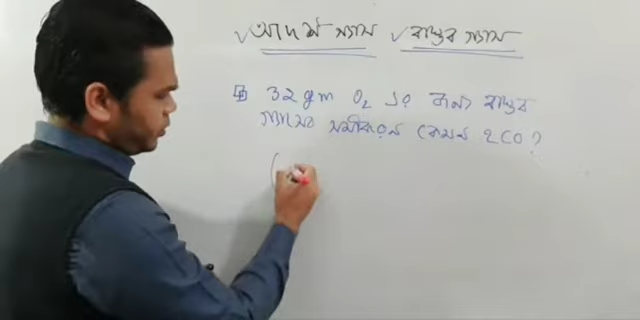 ✓ আদর্শ গ্যাস ✓ বাস্তব গ্যাস
32 gm O₂ এর জন্য বাস্তব
গ্যাসের সমীকরণ কেমন হবে?
(